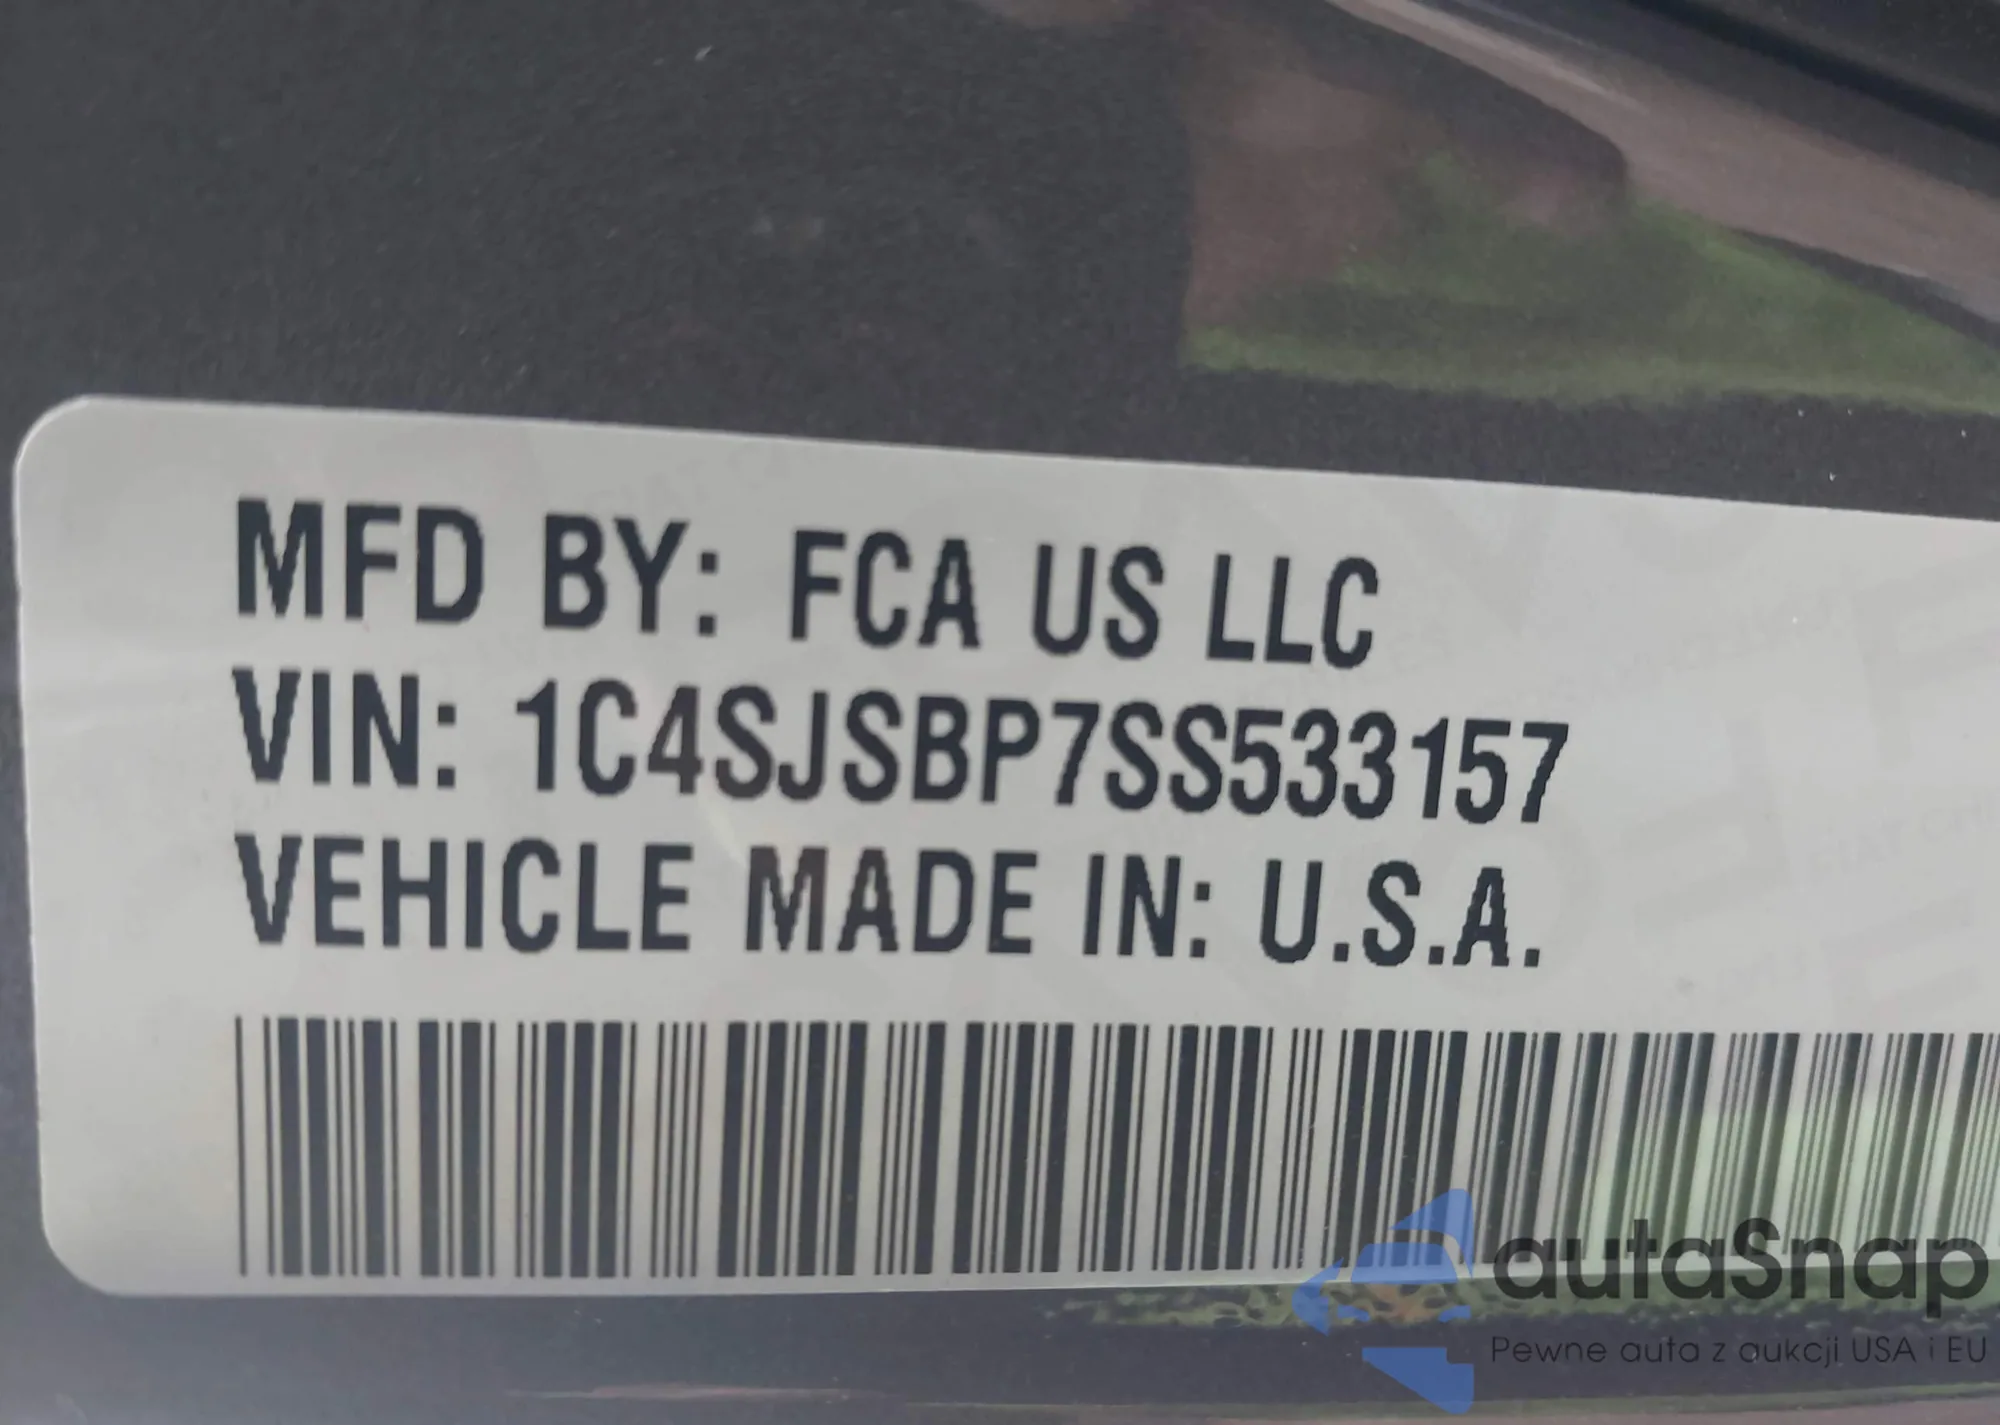 MFD BY: FCA US LLC
VIN: 1C4SJSBP7SS533157
VEHICLE MADE IN: U.S.A.
autaSnap
Pewne auta z aukcji USA i EU